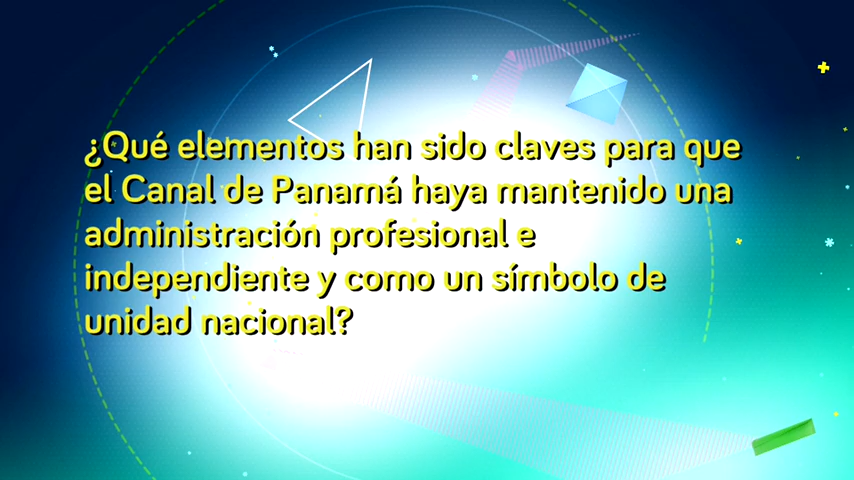 ¿Qué elementos han sido claves para que
el Canal de Panamá haya mantenido una
administración profesional e
independiente y como un símbolo de
unidad nacional?